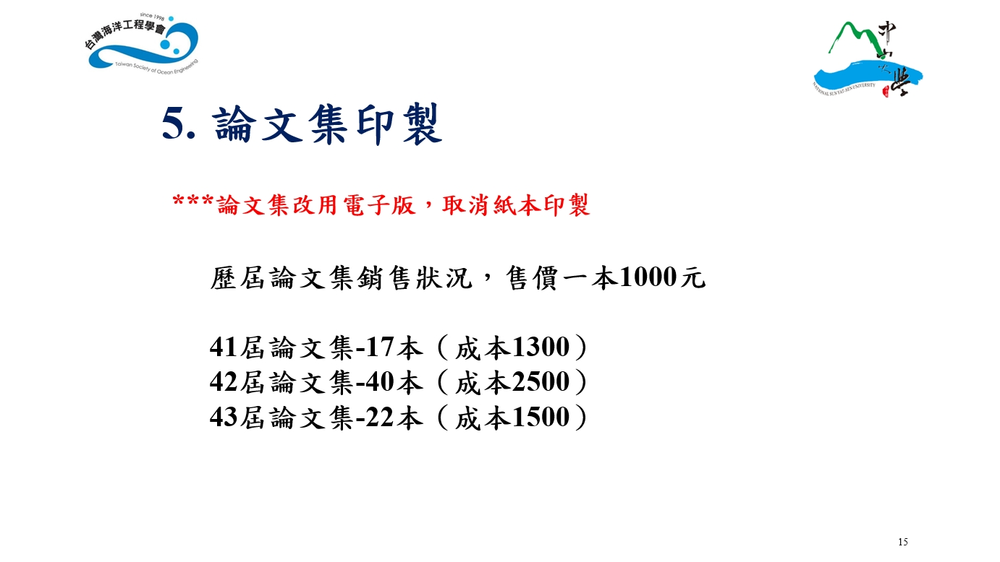 since 1998
台灣海洋工程學會
Taiwan Society of Ocean Engineering
中山大學
NATIONAL SUN YAT-SEN UNIVERSITY
5. 論文集印製
***論文集改用電子版，取消紙本印製
歷屆論文集銷售狀況，售價一本1000元
41屆論文集-17本（成本1300）
42屆論文集-40本（成本2500）
43屆論文集-22本（成本1500）
15